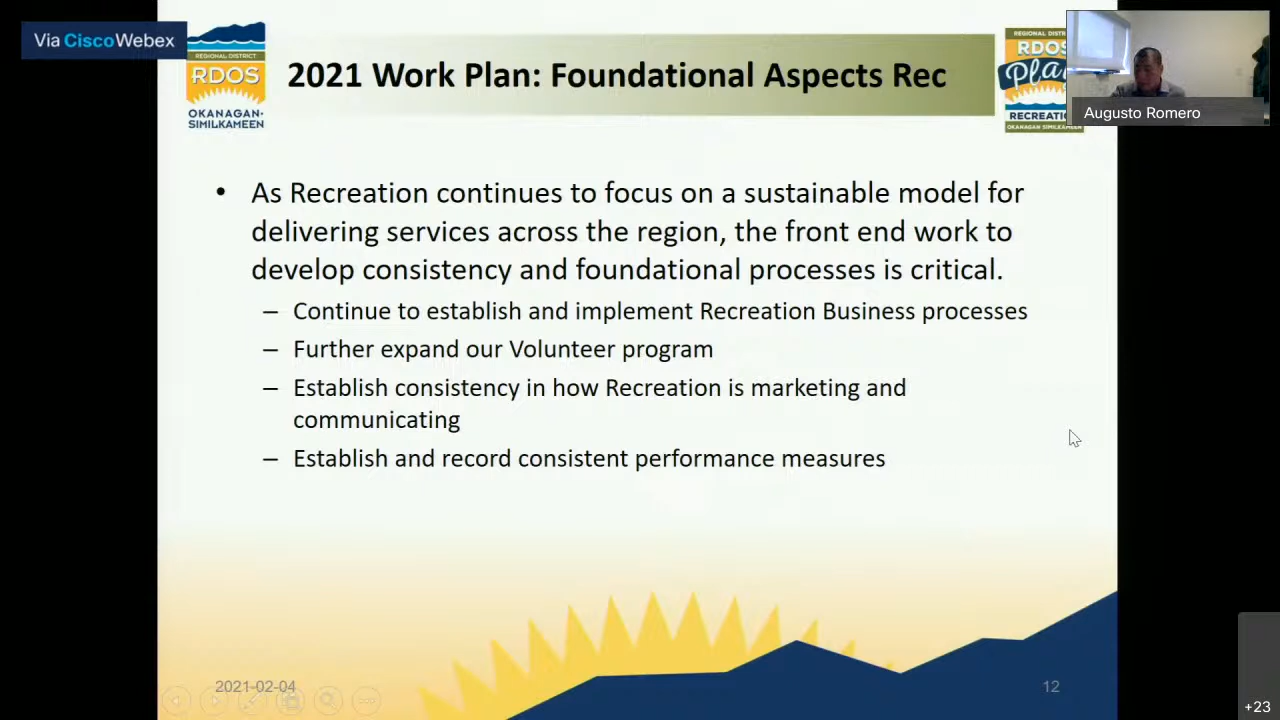 Via CiscoWebex
REGIONAL DISTRICT
RDOS
OKANAGAN-
SIMILKAMEEN
2021 Work Plan: Foundational Aspects Rec
REGIONAL DISTRICT
RDOS
RECREATION
OKANAGAN SIMILKAMEEN
Augusto Romero
• As Recreation continues to focus on a sustainable model for
delivering services across the region, the front end work to
develop consistency and foundational processes is critical.
– Continue to establish and implement Recreation Business processes
– Further expand our Volunteer program
– Establish consistency in how Recreation is marketing and
communicating
– Establish and record consistent performance measures
2021-02-04
12
+23